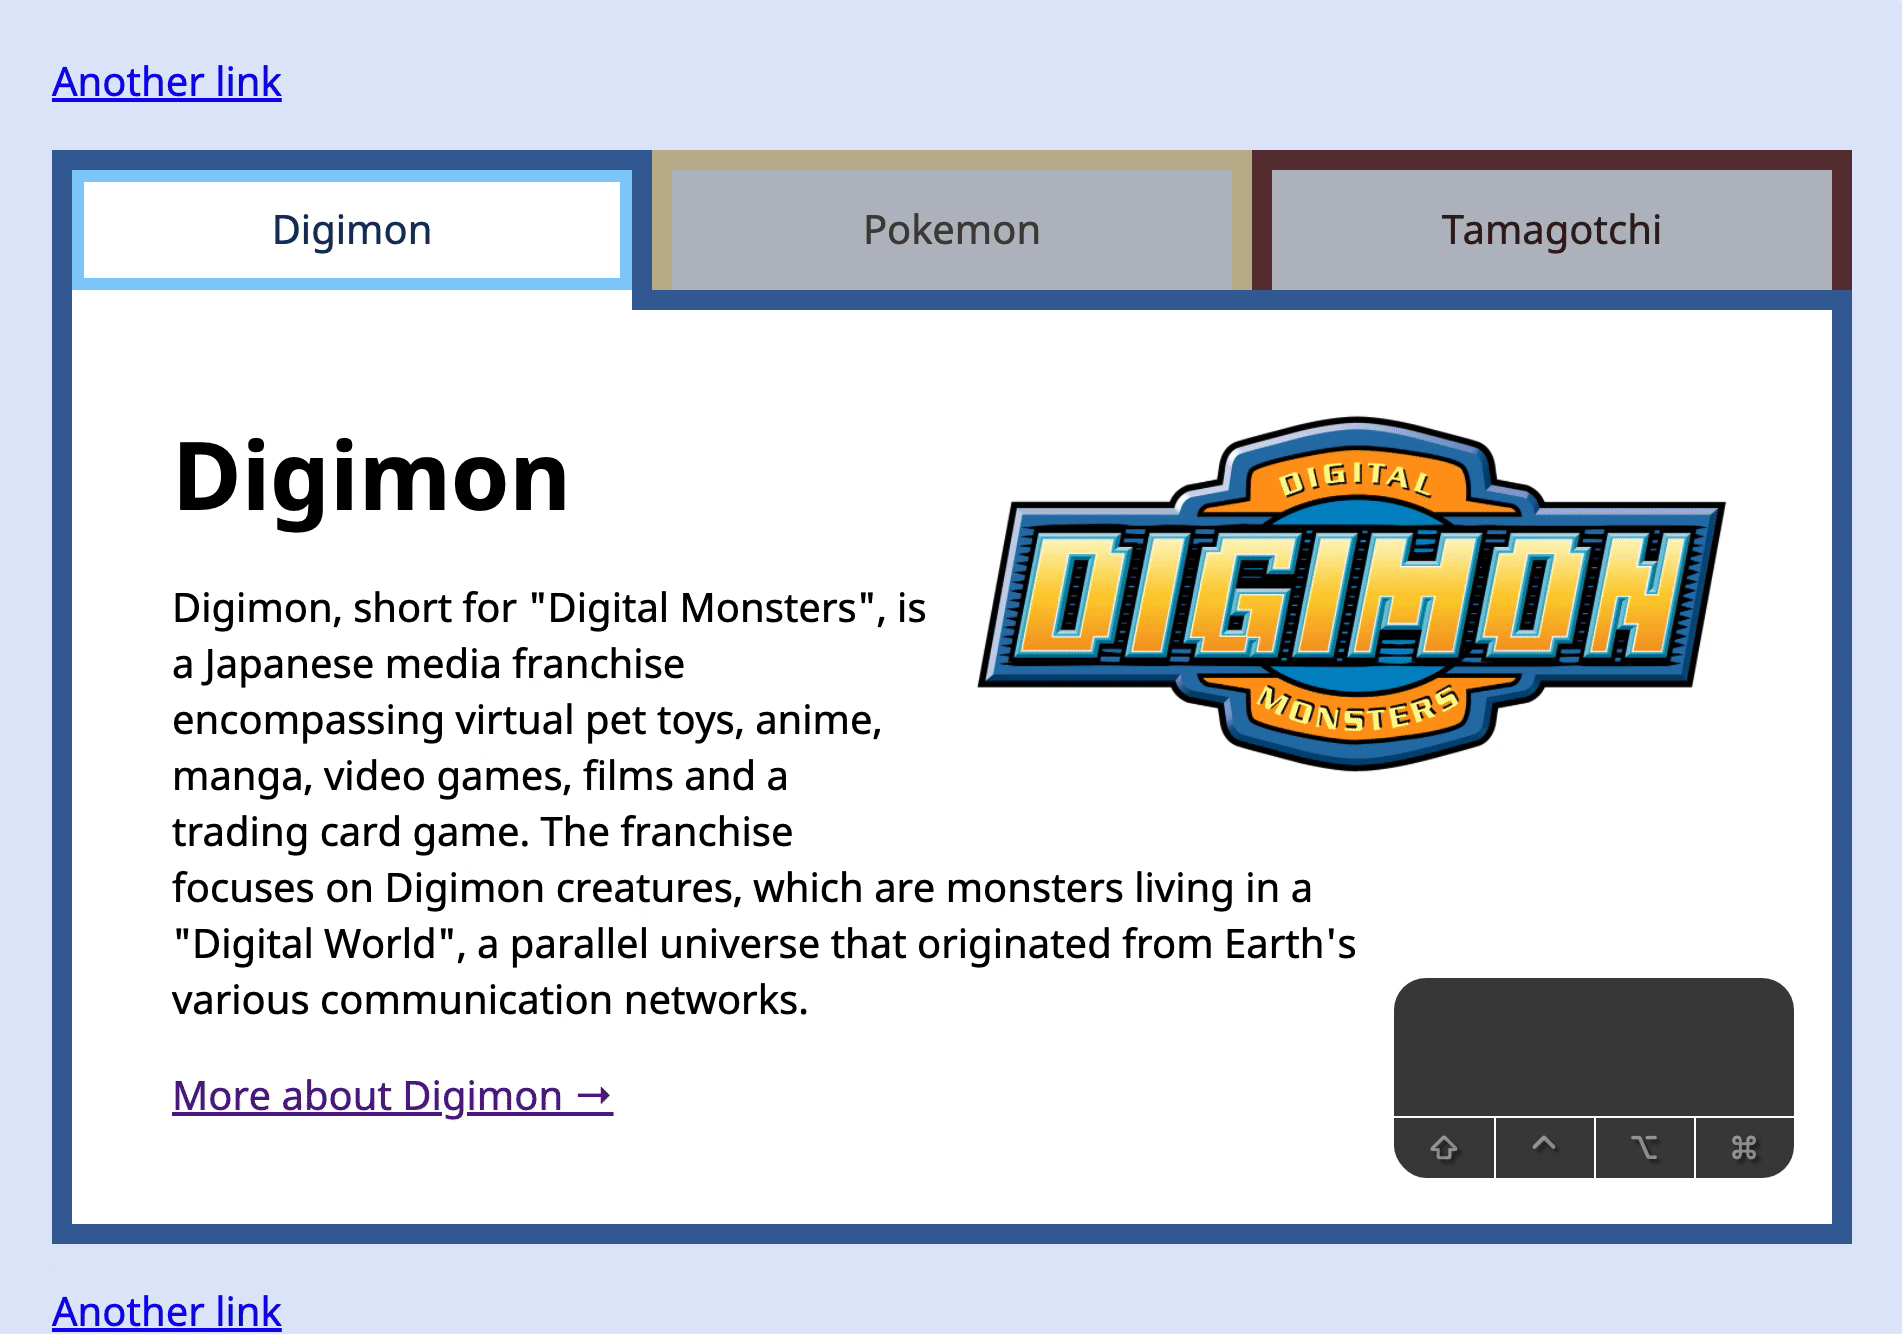 Another link
Digimon
Pokemon
Tamagotchi
DIGITAL
DIGIMON
MONSTERS
Digimon
Digimon, short for "Digital Monsters", is
a Japanese media franchise
encompassing virtual pet toys, anime,
manga, video games, films and a
trading card game. The franchise
focuses on Digimon creatures, which are monsters living in a
"Digital World", a parallel universe that originated from Earth's
various communication networks.
More about Digimon →
⇧ ⌃ ⌥ ⌘
Another link